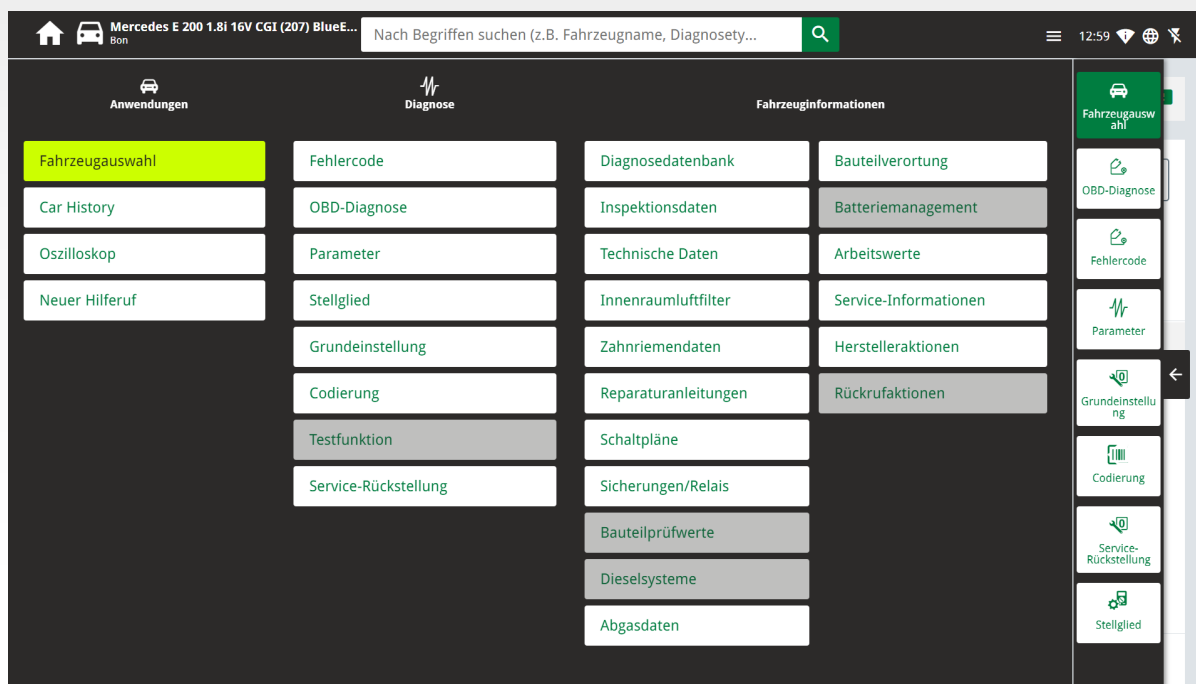 Mercedes E 200 1.8i 16V CGI (207) BlueE...
Bon
Nach Begriffen suchen (z.B. Fahrzeugname, Diagnosety...
12:59
Anwendungen
Diagnose
Fahrzeuginformationen
Fahrzeugauswahl
Car History
Oszilloskop
Neuer Hilferuf
Fehlercode
OBD-Diagnose
Parameter
Stellglied
Grundeinstellung
Codierung
Testfunktion
Service-Rückstellung
Diagnosedatenbank
Inspektionsdaten
Technische Daten
Innenraumluftfilter
Zahnriemendaten
Reparaturanleitungen
Schaltpläne
Sicherungen/Relais
Bauteilprüfwerte
Dieselsysteme
Abgasdaten
Bauteilverortung
Batteriemanagement
Arbeitswerte
Service-Informationen
Herstelleraktionen
Rückrufaktionen
Fahrzeugausw
ahl
OBD-Diagnose
Fehlercode
Parameter
Grundeinstellu
ng
Codierung
Service-
Rückstellung
Stellglied